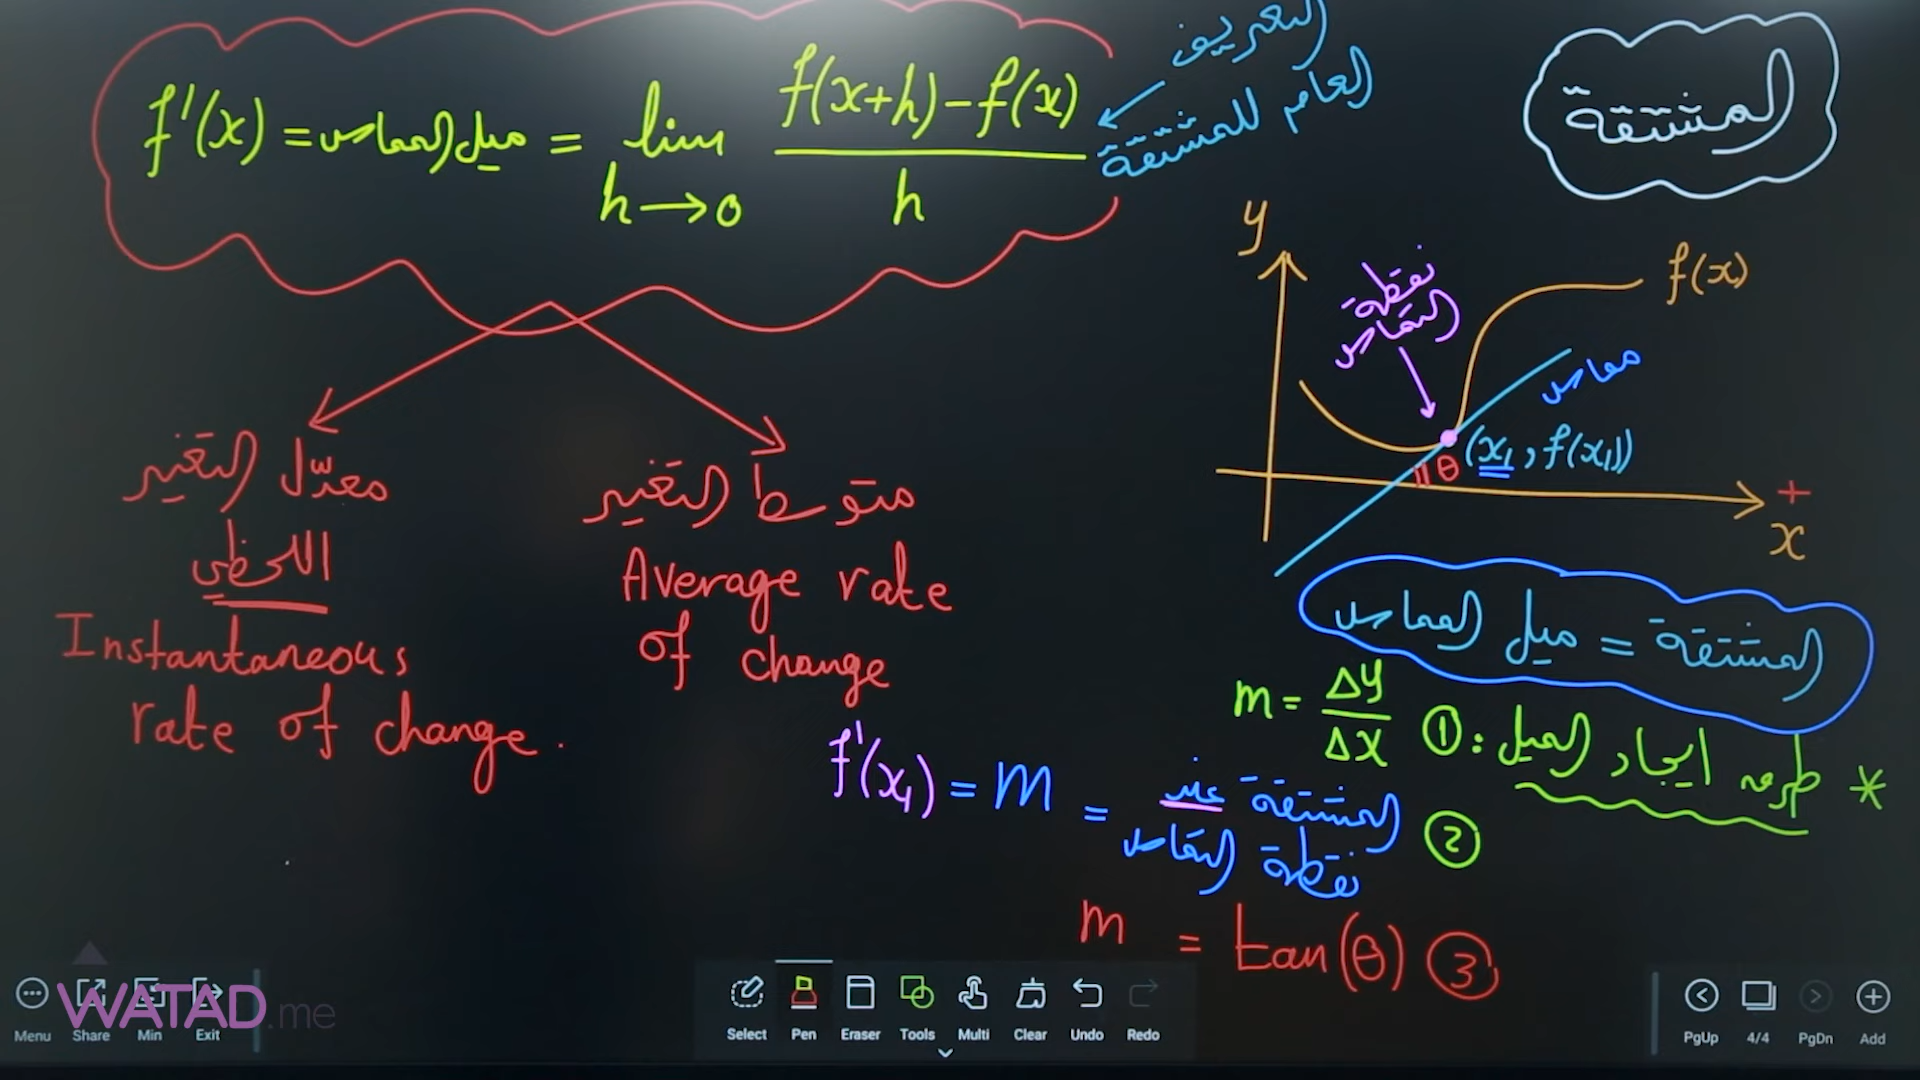 المشتقة
f'(x) = ميل المماس = lim h→0 f(x+h) - f(x) / h
التعريف
العام للمشتقة
معدّل التغيّر
اللحظي
Instantaneous
rate of change.
متوسط التغيّر
Average rate
of change
y
f(x)
نقطة
التماس
مماس
(x₁, f(x₁))
θ
+
x
المشتقة = ميل المماس
* طرق ايجاد الميل: ① m = Δy / Δx
② المشتقة عند
نقطة التماس
= m = f'(x₁)
③ m = tan(θ)
WATAD.me
Menu Share Min Exit
Select Pen Eraser Tools Multi Clear Undo Redo
PgUp 4/4 PgDn Add